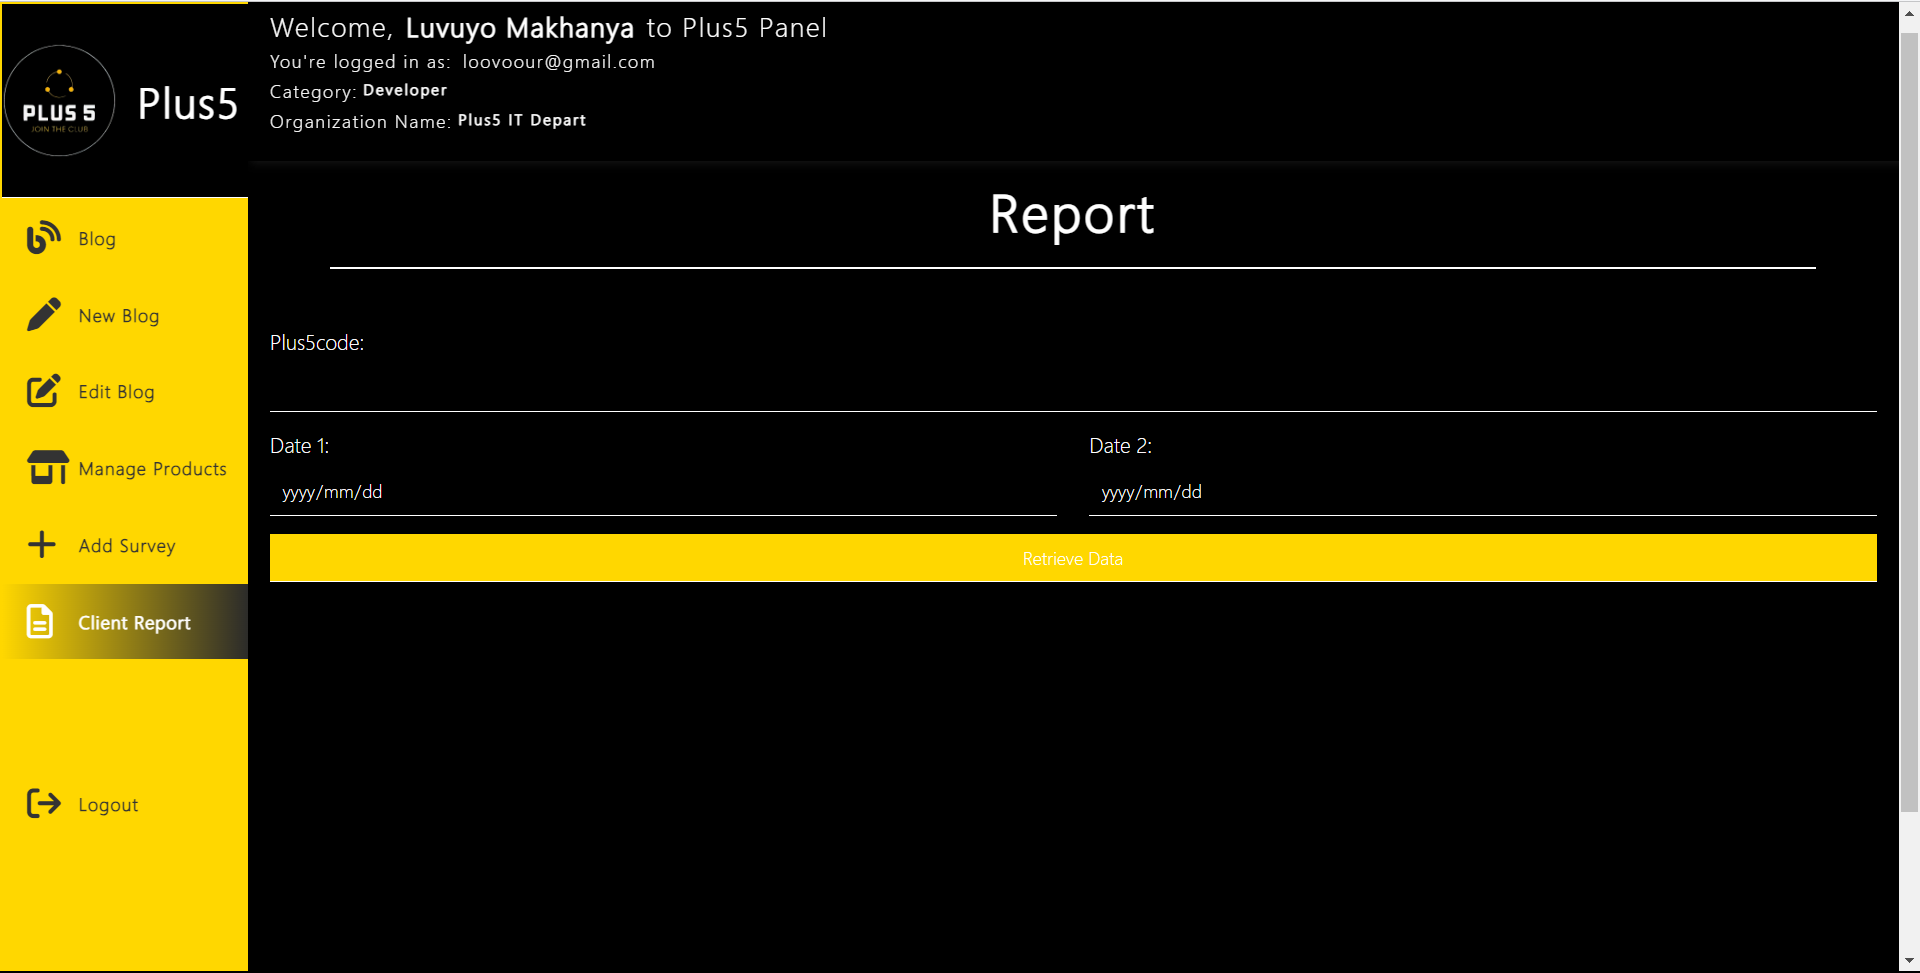 PLUS 5
JOIN THE CLUB
Plus5
Welcome, Luvuyo Makhanya to Plus5 Panel
You're logged in as: loovoour@gmail.com
Category: Developer
Organization Name: Plus5 IT Depart
Blog
New Blog
Edit Blog
Manage Products
Add Survey
Client Report
Logout
Report
Plus5code:
Date 1:
yyyy/mm/dd
Date 2:
yyyy/mm/dd
Retrieve Data